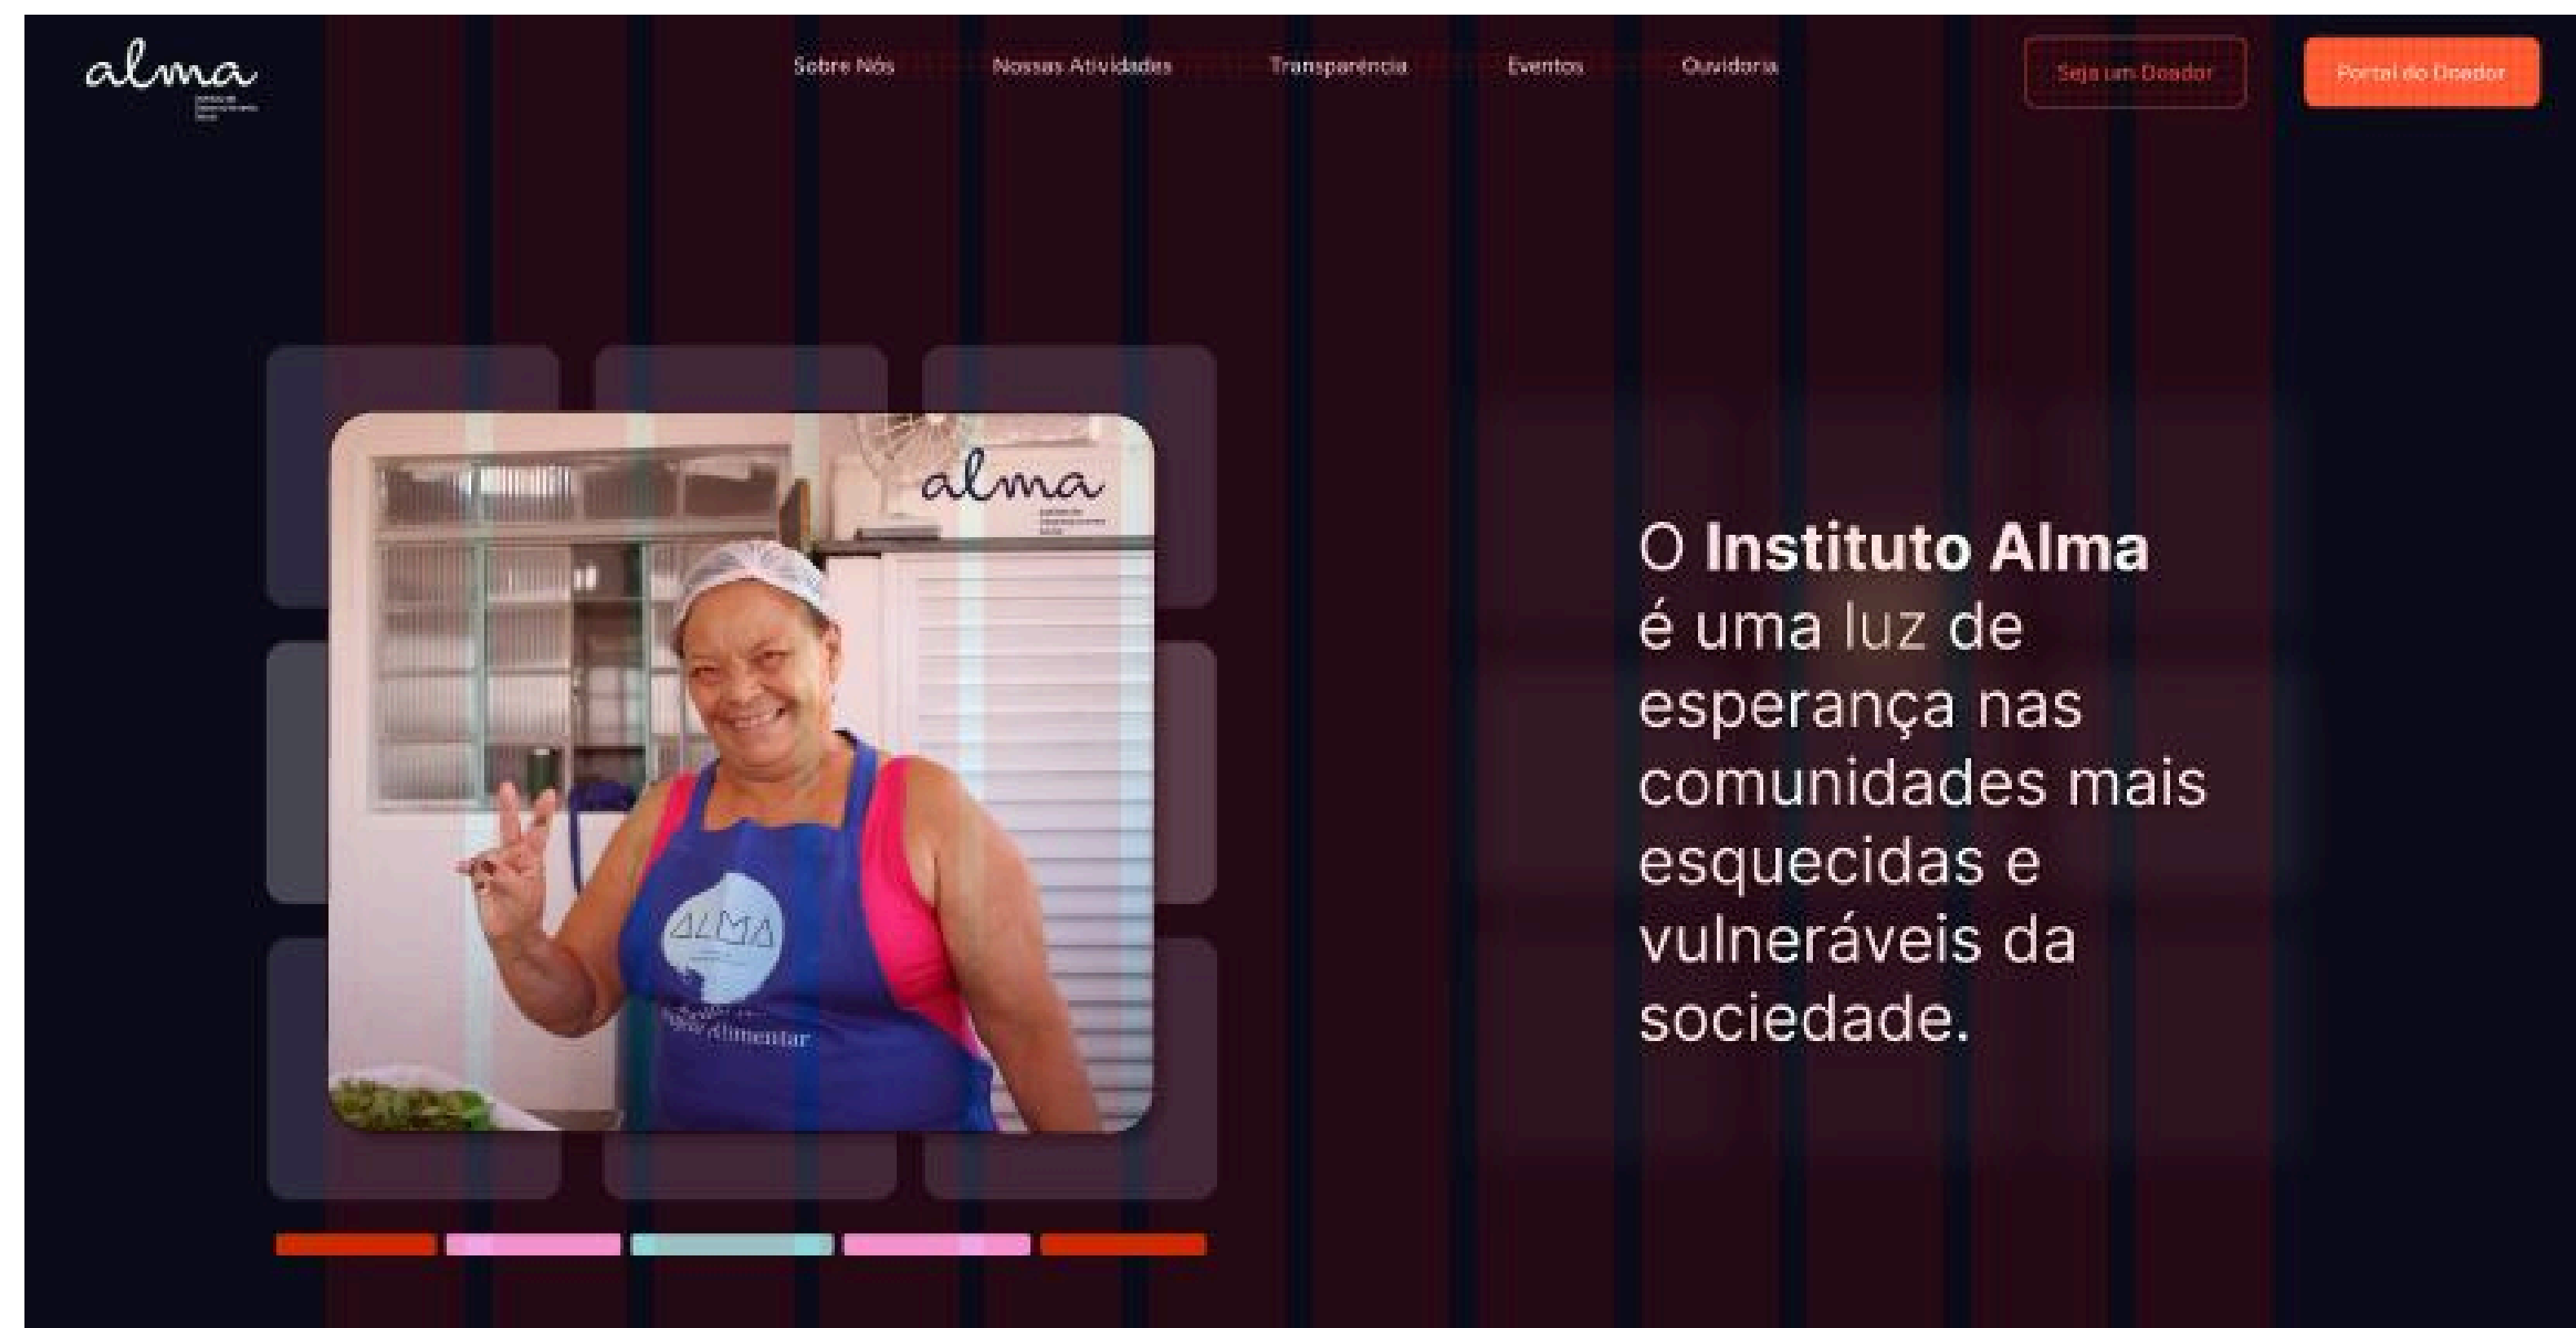 alma
Sobre Nós
Nossas Atividades
Transparência
Eventos
Ouvidoria
Seja um Doador
Portal do Doador
alma
ALMA
Alimentar
O Instituto Alma
é uma luz de
esperança nas
comunidades mais
esquecidas e
vulneráveis da
sociedade.